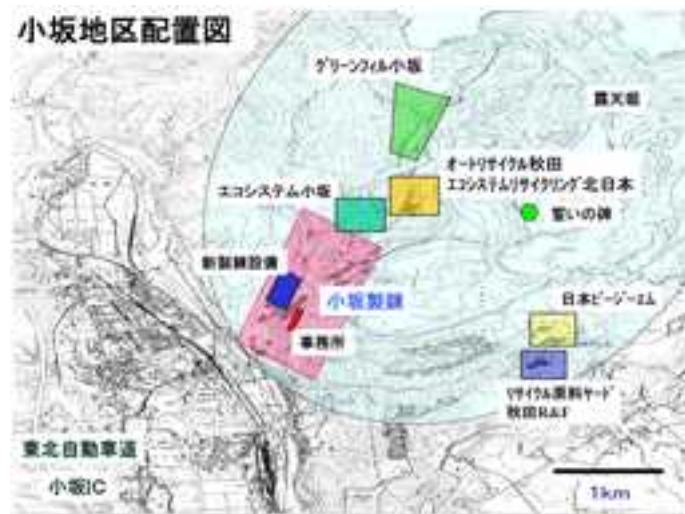 小坂地区配置図
グリーンフィル小坂
露天堀
オートリサイクル秋田
エコシステムリサイクリング北日本
エコシステム小坂
誓いの碑
新製錬設備
小坂製錬
事務所
日本ピージーエム
リサイクル原料ヤード
秋田R&F
東北自動車道
小坂IC
1km